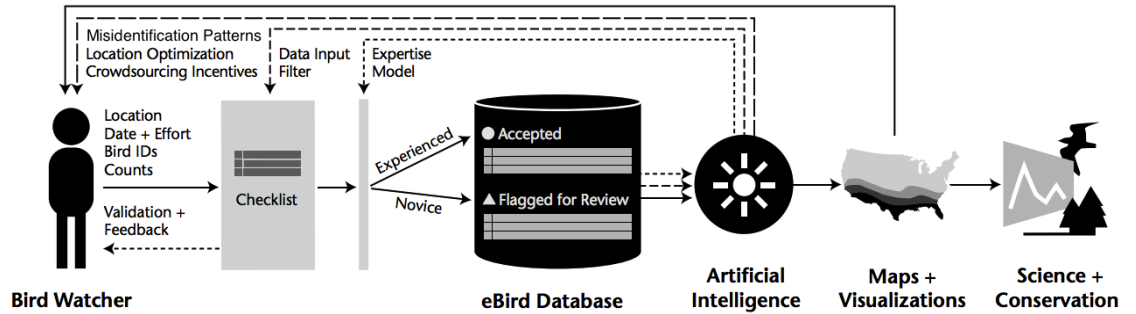 Misidentification Patterns
Location Optimization
Crowdsourcing Incentives
Data Input
Filter
Expertise
Model
Location
Date + Effort
Bird IDs
Counts
Validation +
Feedback
Checklist
Experienced
Novice
Accepted
Flagged for Review
Bird Watcher
eBird Database
Artificial
Intelligence
Maps +
Visualizations
Science +
Conservation